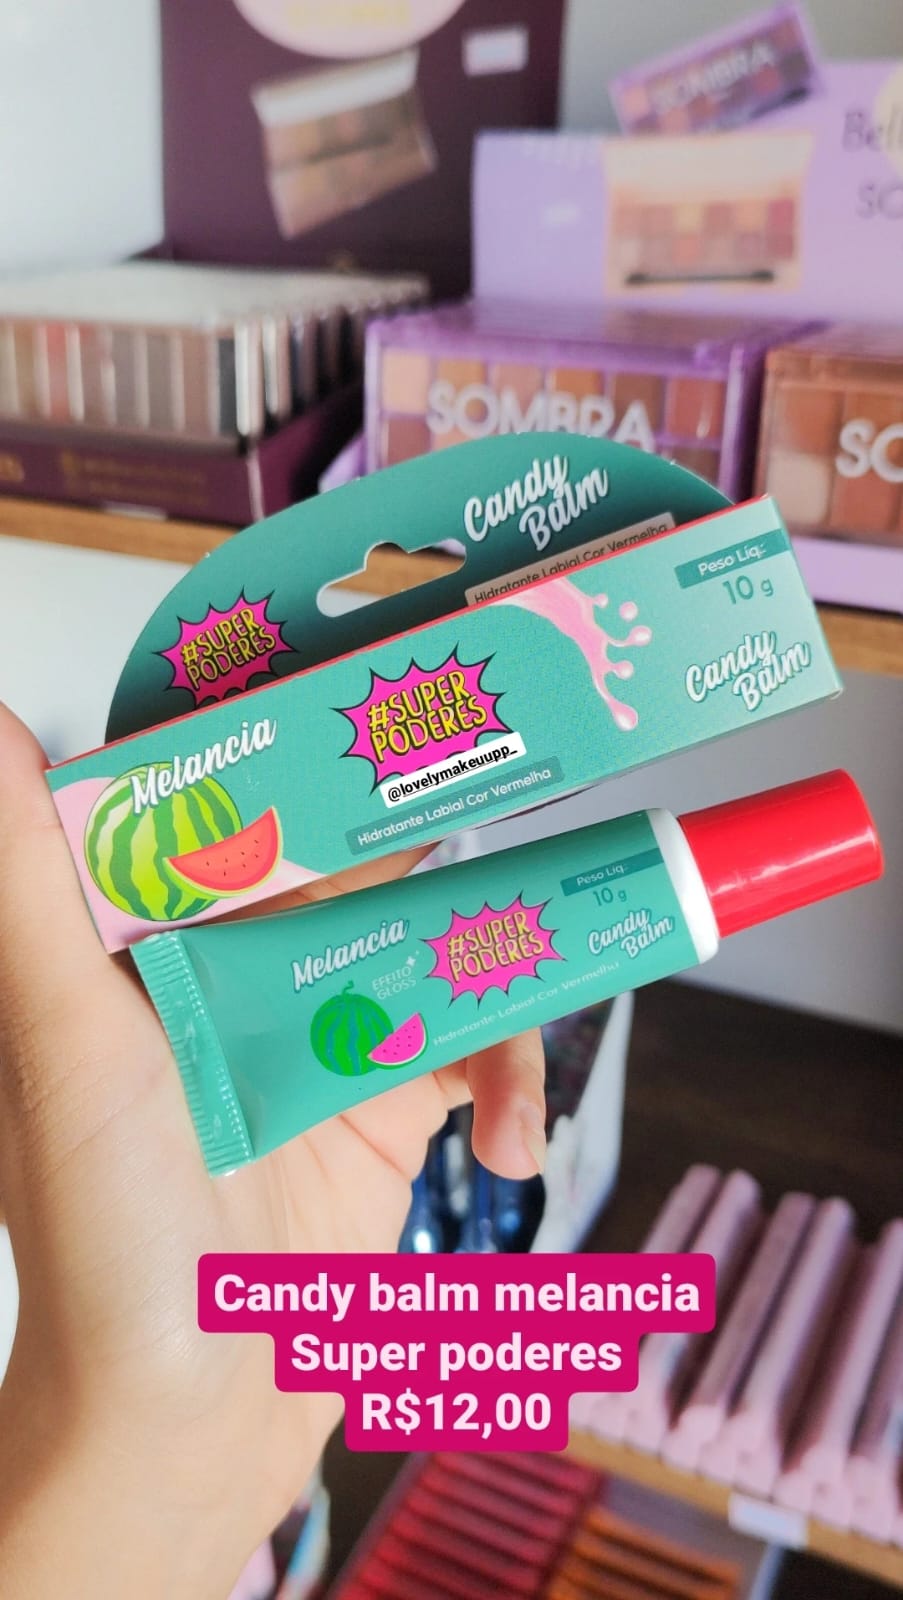 SOMBRA
Bel
SO
SOMBRA
SO
Candy
Balm
Hidratante Labial Cor Vermelha
#SUPER
PODERES
Peso Líq.:
10 g
Candy
Balm
Melancia
#SUPER
PODERES
@lovelymakeuupp_
Hidratante Labial Cor Vermelha
Melancia
EFEITO
GLOSS
#SUPER
PODERES
Peso Líq.:
10 g
Candy
Balm
Hidratante Labial Cor Vermelha
Candy balm melancia
Super poderes
R$12,00